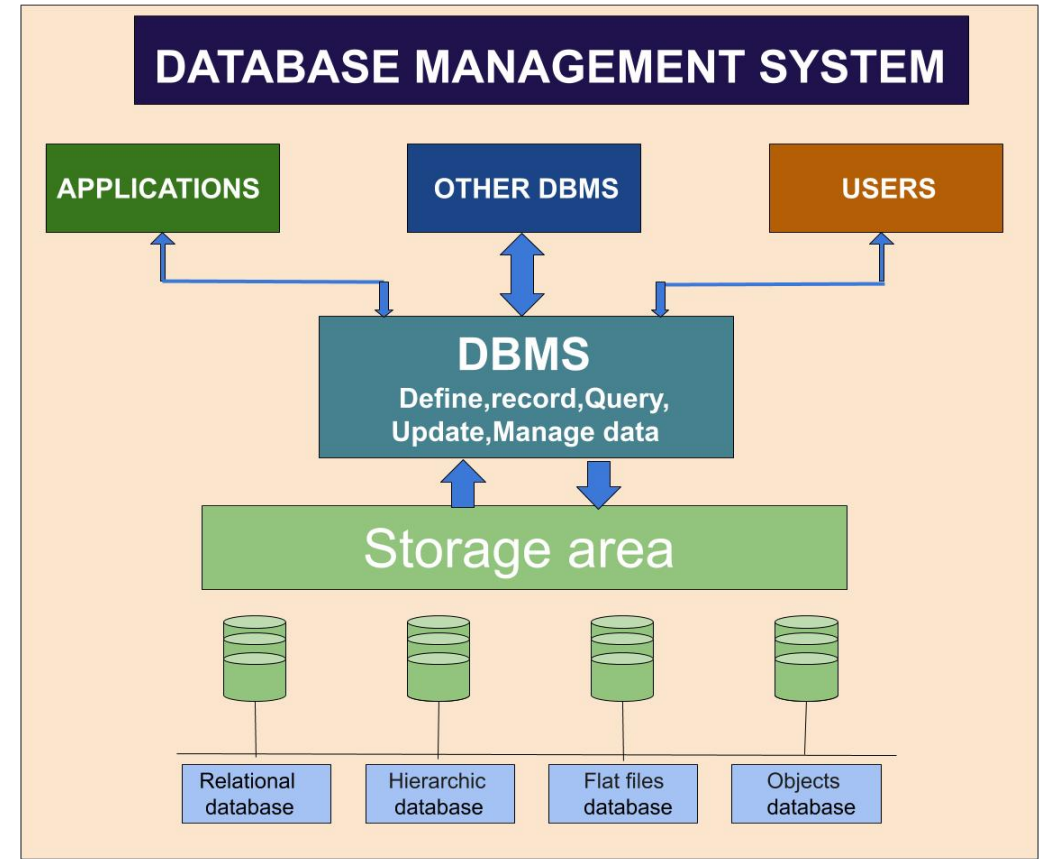 DATABASE MANAGEMENT SYSTEM
APPLICATIONS
OTHER DBMS
USERS
DBMS
Define,record,Query,
Update,Manage data
Storage area
Relational
database
Hierarchic
database
Flat files
database
Objects
database